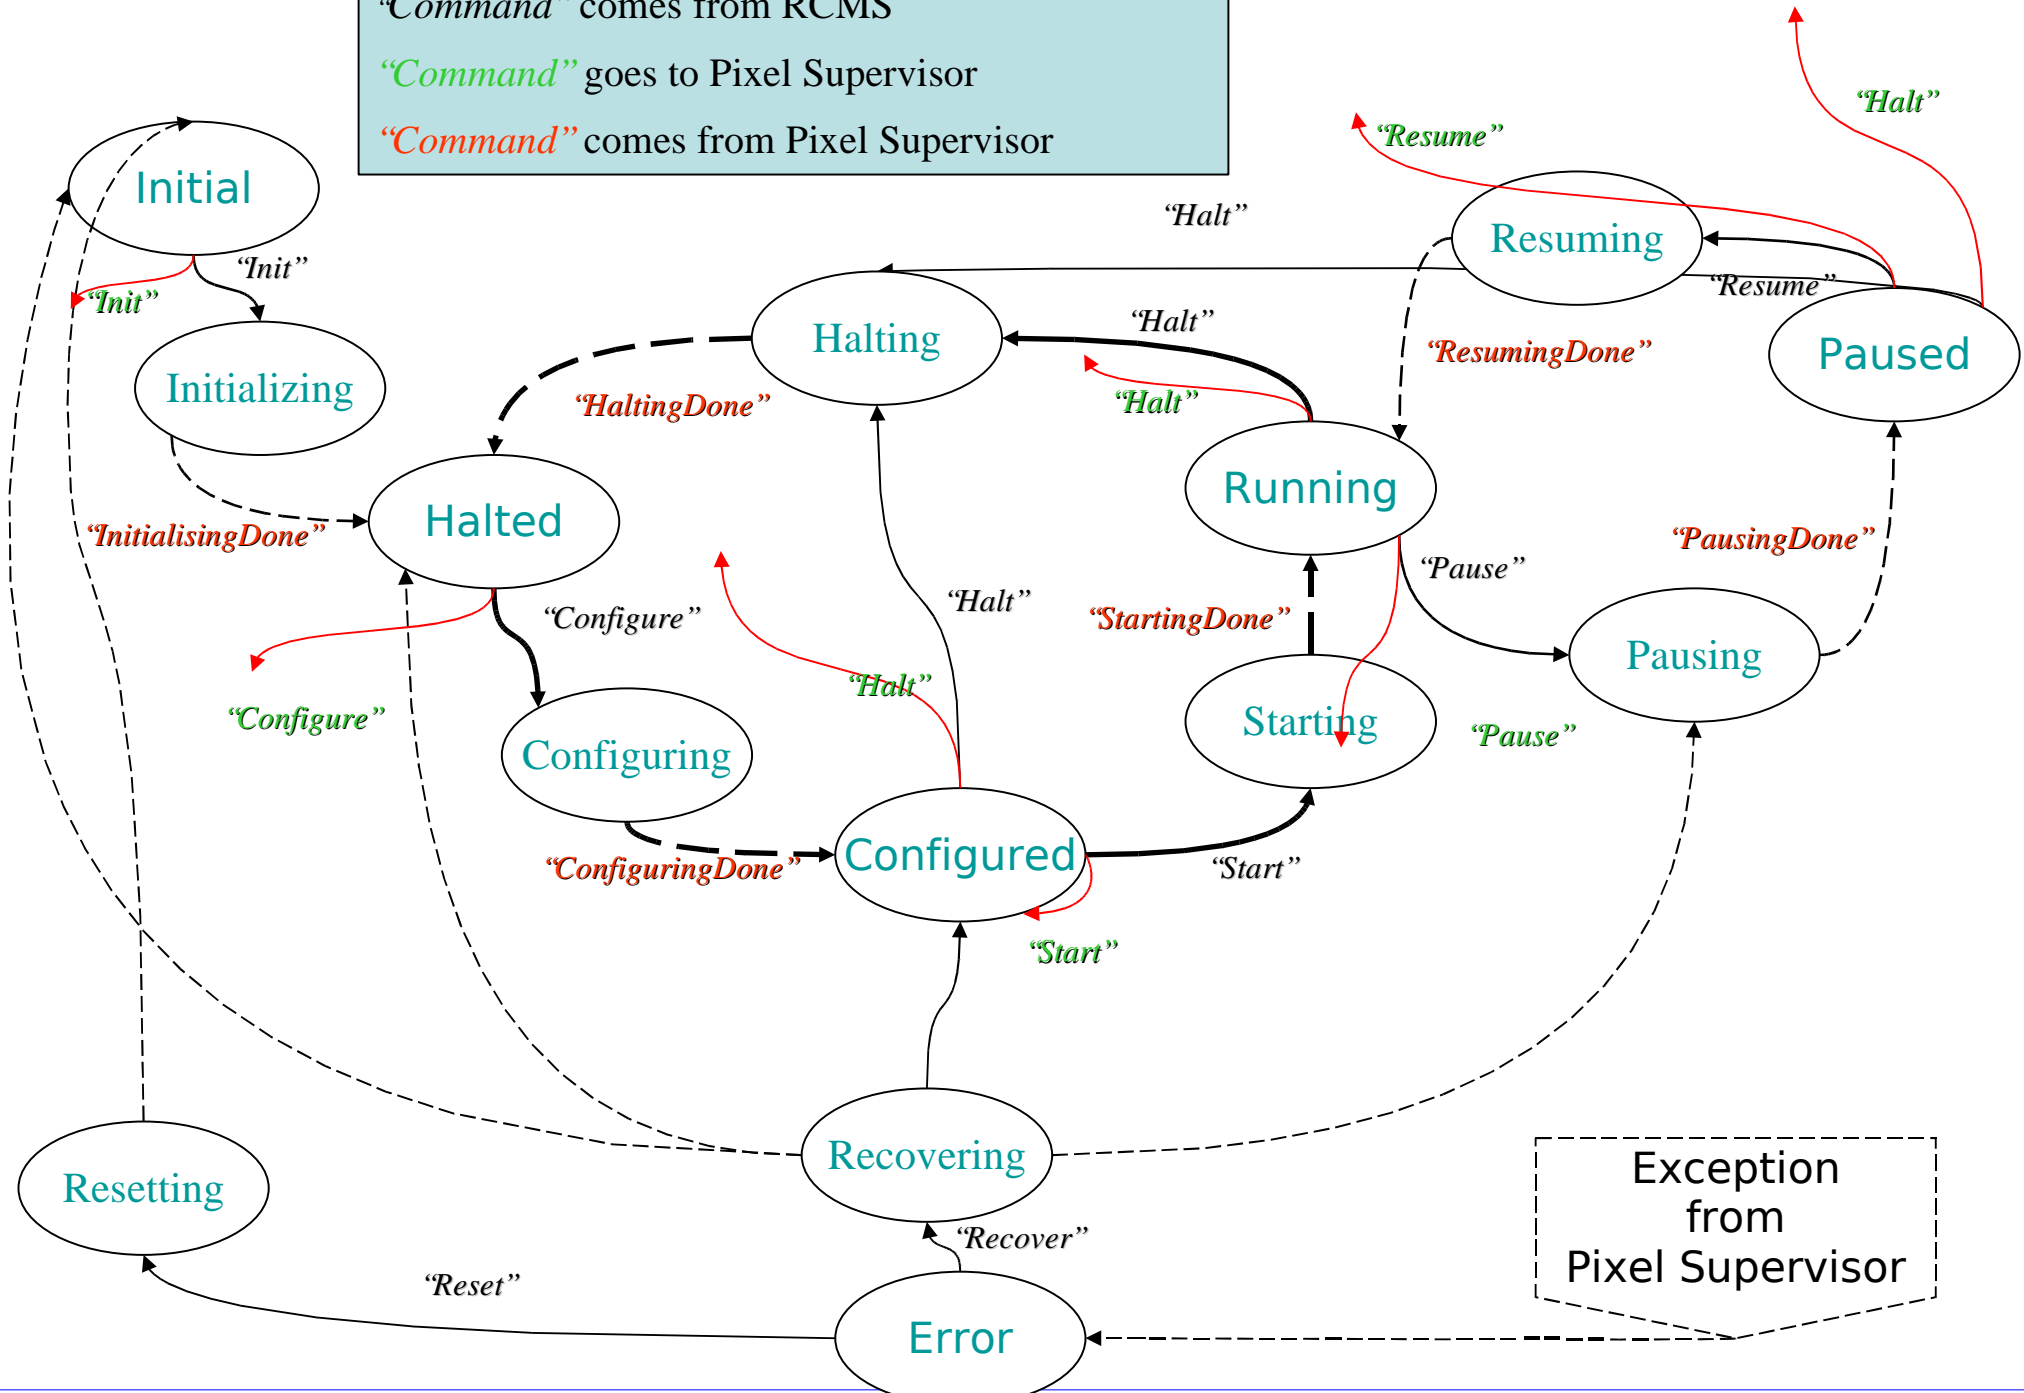 “Command” comes from RCMS
“Command” goes to Pixel Supervisor
“Command” comes from Pixel Supervisor
“Halt”
“Resume”
Initial
“Halt”
Resuming
“Init”
“Init”
“Resume”
Halting
“Halt”
“ResumingDone”
Paused
Initializing
“HaltingDone”
“Halt”
Running
Halted
“InitialisingDone”
“PausingDone”
“Pause”
“Halt”
“Configure”
“StartingDone”
Pausing
“Halt”
“Configure”
Starting
“Pause”
Configuring
Configured
“ConfiguringDone”
“Start”
“Start”
Recovering
Resetting
Exception
from
Pixel Supervisor
“Recover”
“Reset”
Error